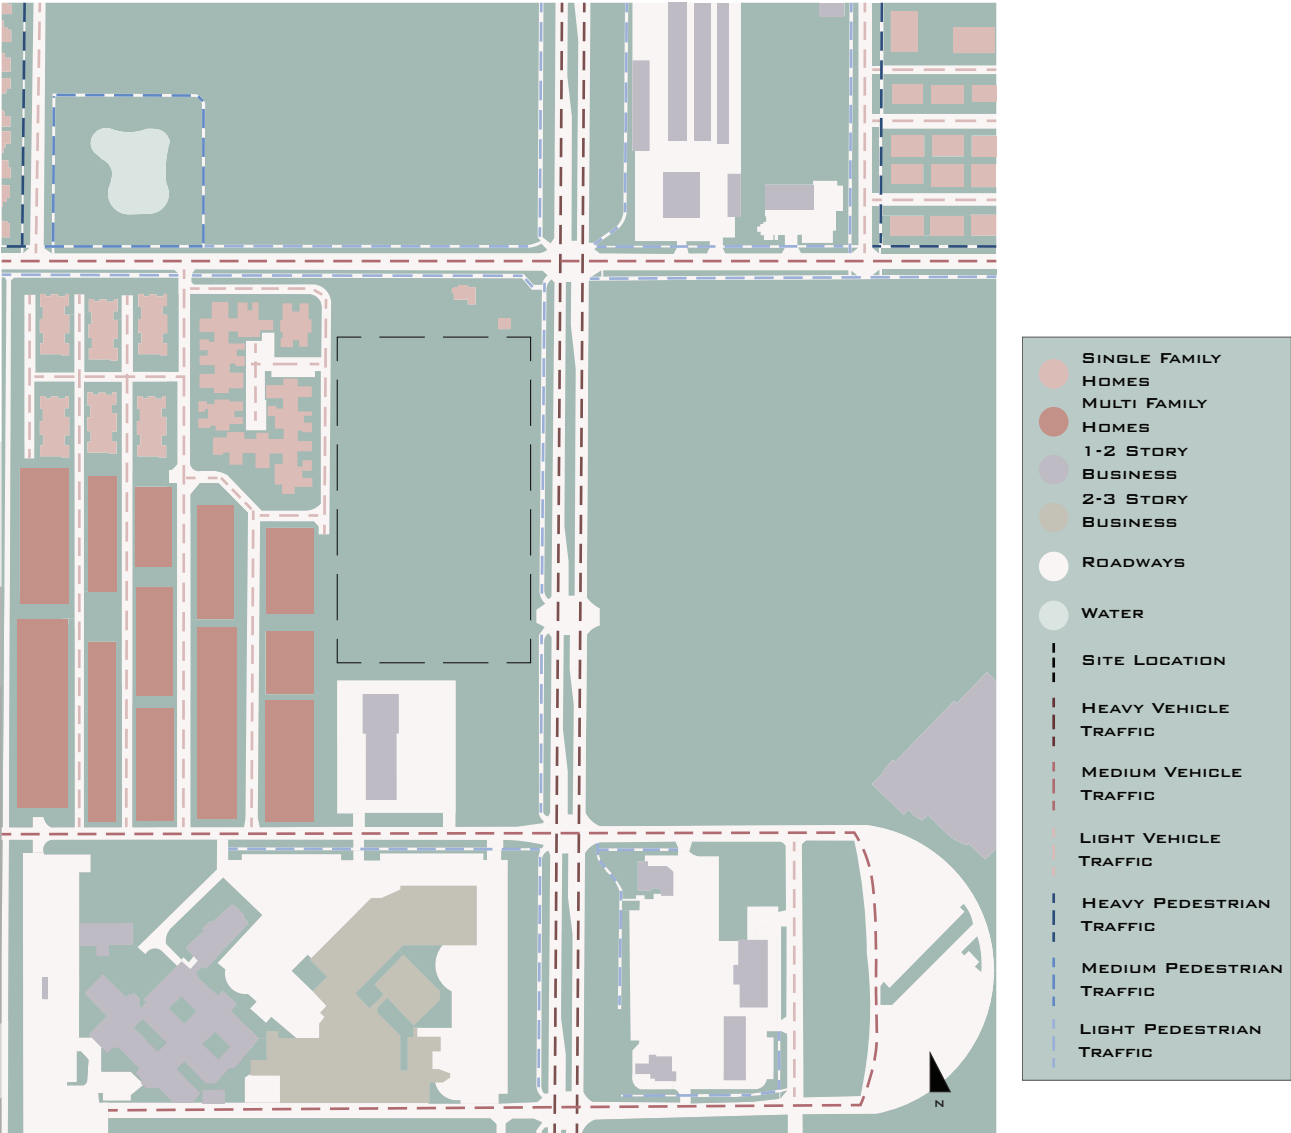 Single Family
Homes
Multi Family
Homes
1-2 Story
Business
2-3 Story
Business
Roadways
Water
Site Location
Heavy Vehicle
Traffic
Medium Vehicle
Traffic
Light Vehicle
Traffic
Heavy Pedestrian
Traffic
Medium Pedestrian
Traffic
Light Pedestrian
Traffic
N